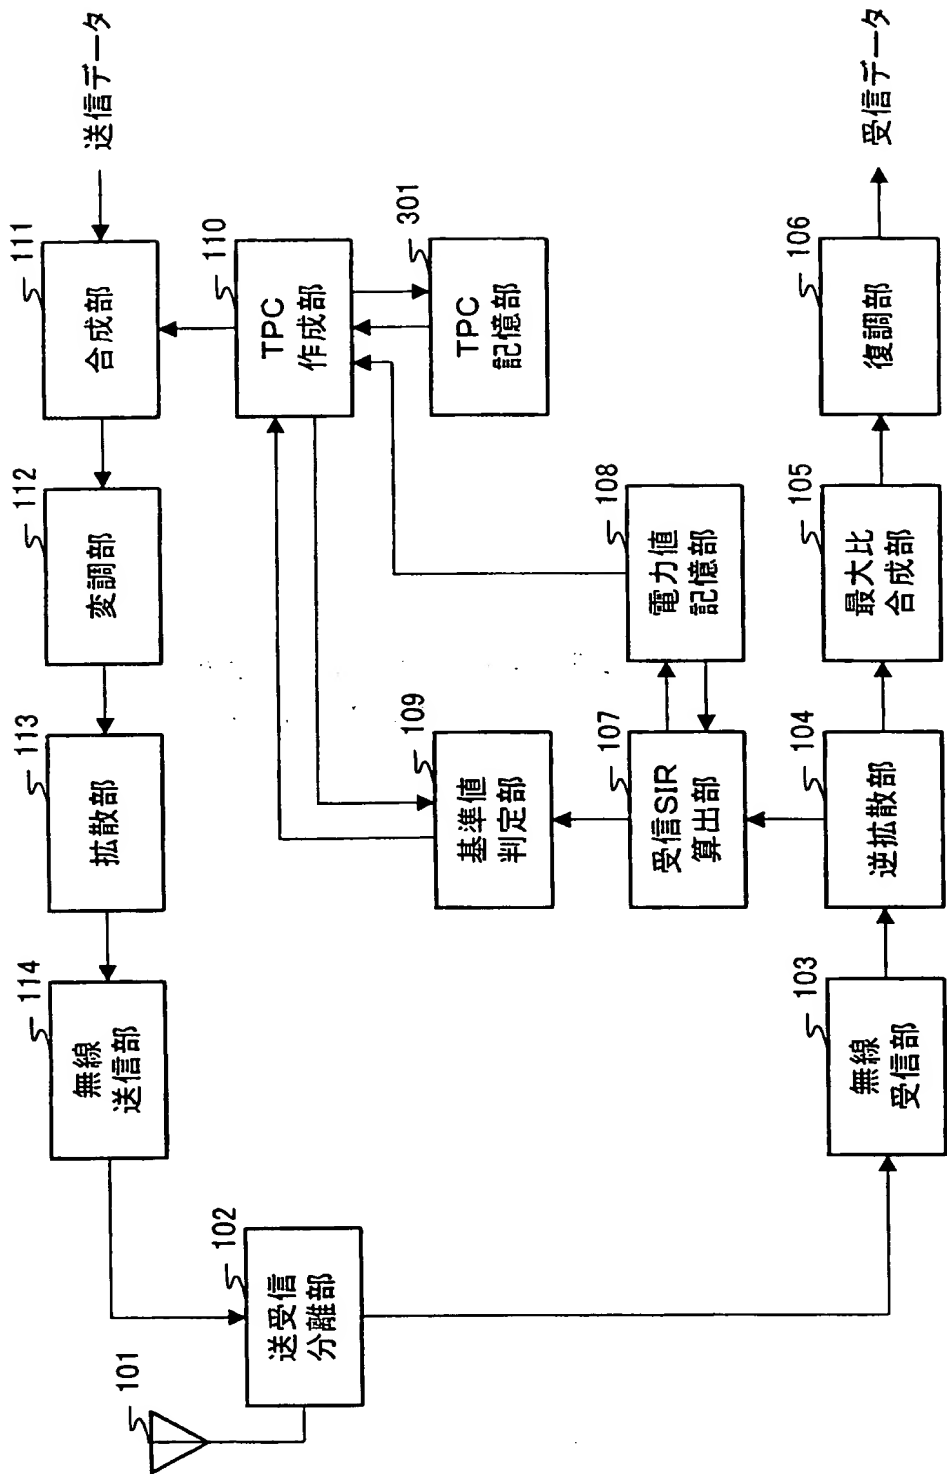 101
102
送受信
分離部
114
無線
送信部
113
拡散部
112
変調部
111
合成部
送信データ
110
TPC
作成部
301
TPC
記憶部
109
基準値
判定部
107
受信SIR
算出部
108
電力値
記憶部
103
無線
受信部
104
逆拡散部
105
最大比
合成部
106
復調部
受信データ